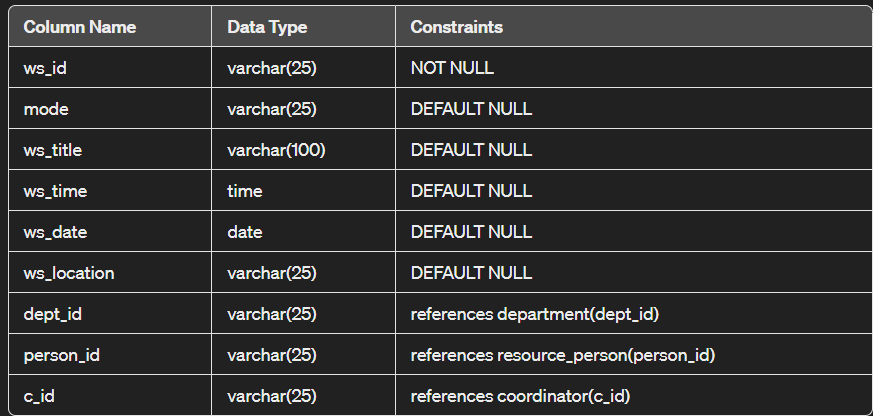 Column Name Data Type Constraints
ws_id varchar(25) NOT NULL
mode varchar(25) DEFAULT NULL
ws_title varchar(100) DEFAULT NULL
ws_time time DEFAULT NULL
ws_date date DEFAULT NULL
ws_location varchar(25) DEFAULT NULL
dept_id varchar(25) references department(dept_id)
person_id varchar(25) references resource_person(person_id)
c_id varchar(25) references coordinator(c_id)